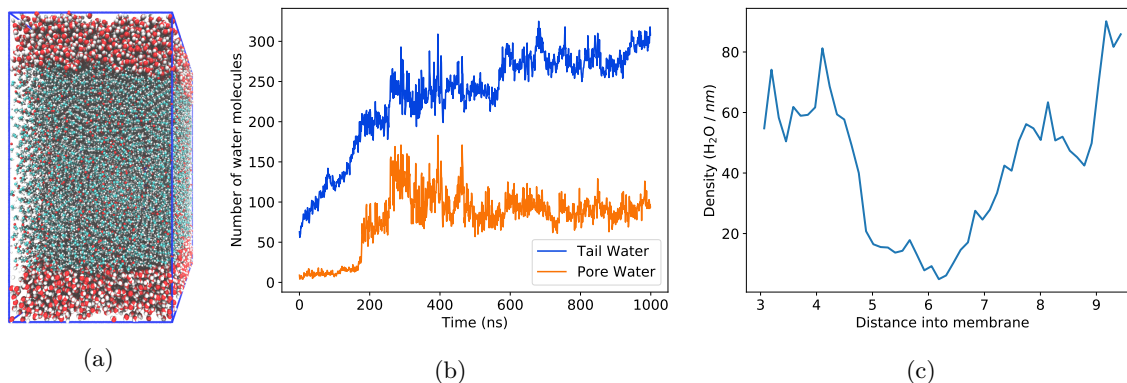 (a)
Number of water molecules
300
250
200
150
100
50
0
0
200
400
600
800
1000
Time (ns)
Tail Water
Pore Water
(b)
Density (H₂O / nm)
80
60
40
20
3
4
5
6
7
8
9
Distance into membrane
(c)